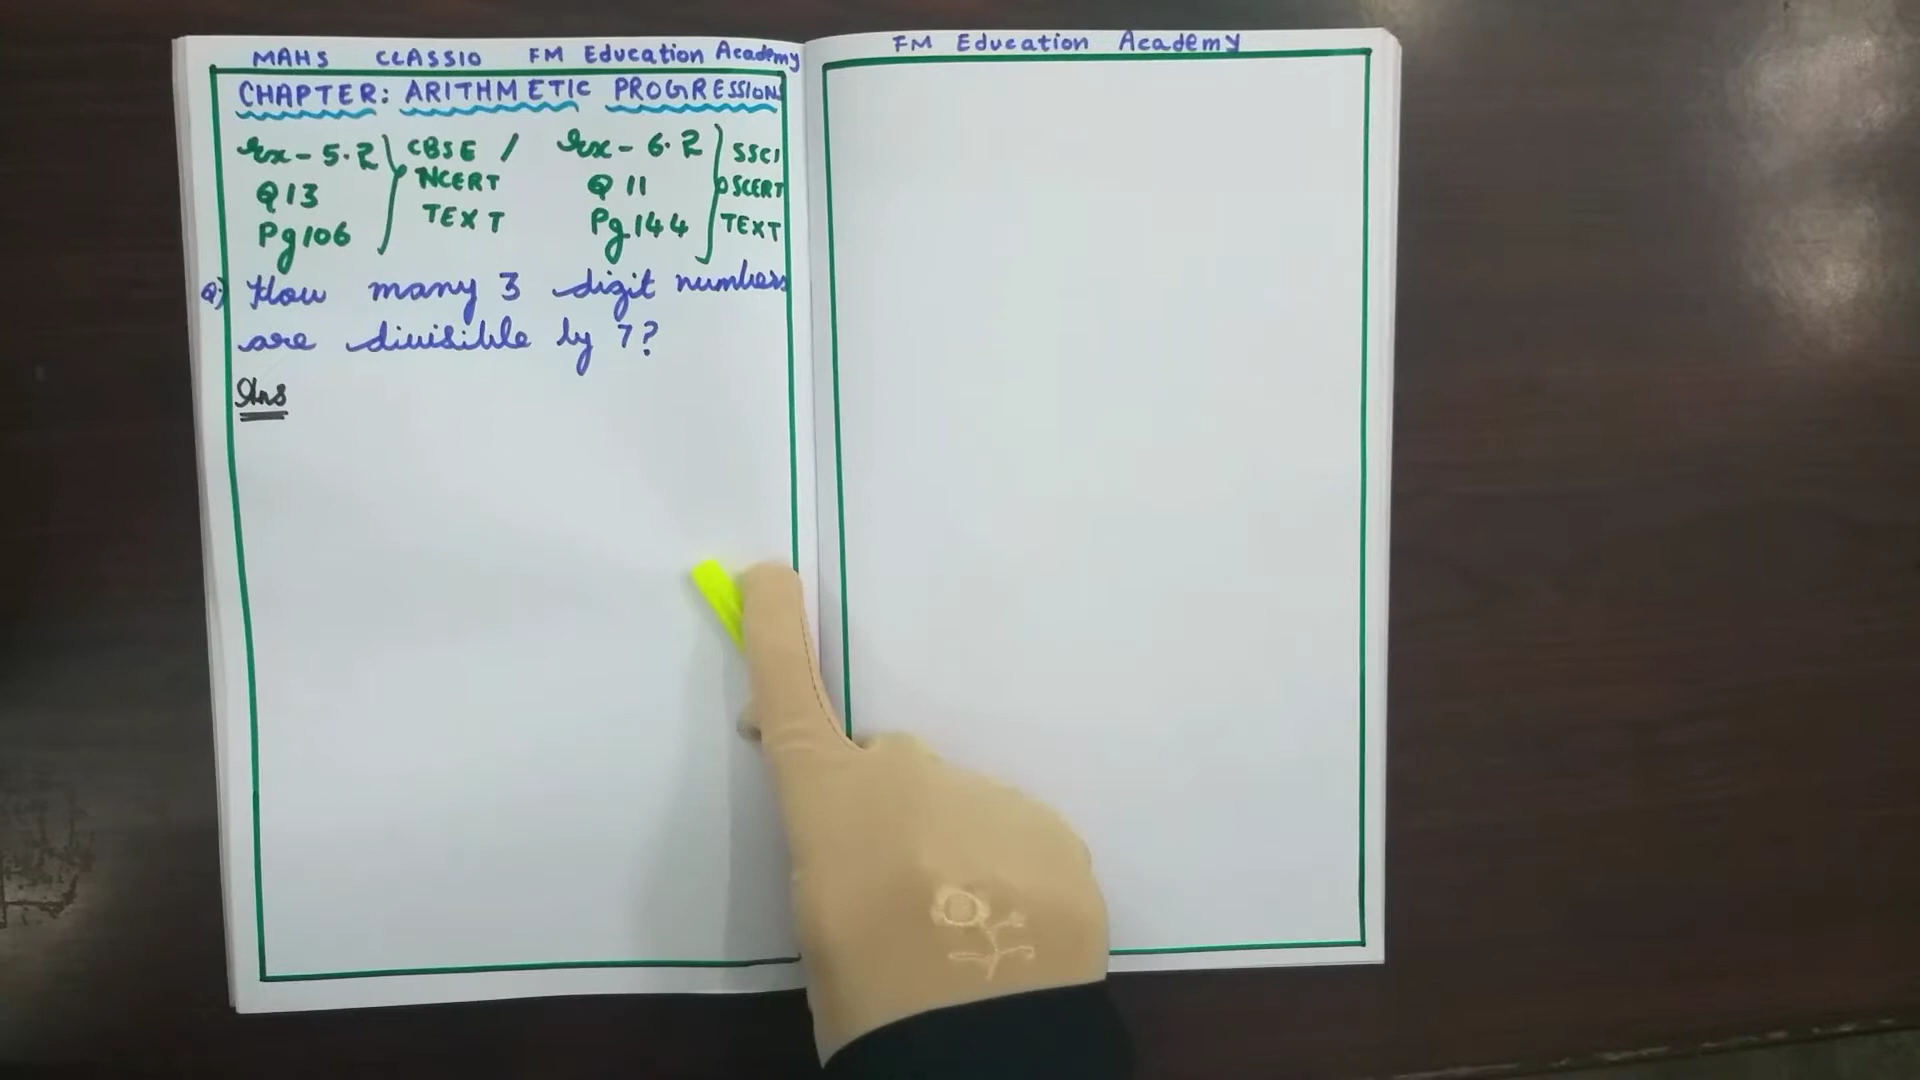 MATHS CLASS10 FM Education Academy
CHAPTER: ARITHMETIC PROGRESSIONS
Ex-5.2 CBSE / Ex-6.2 SSC/
Q13 NCERT Q11 SCERT
Pg106 TEXT Pg.144 TEXT
Q) How many 3 digit numbers
are divisible by 7?
Ans
FM Education Academy